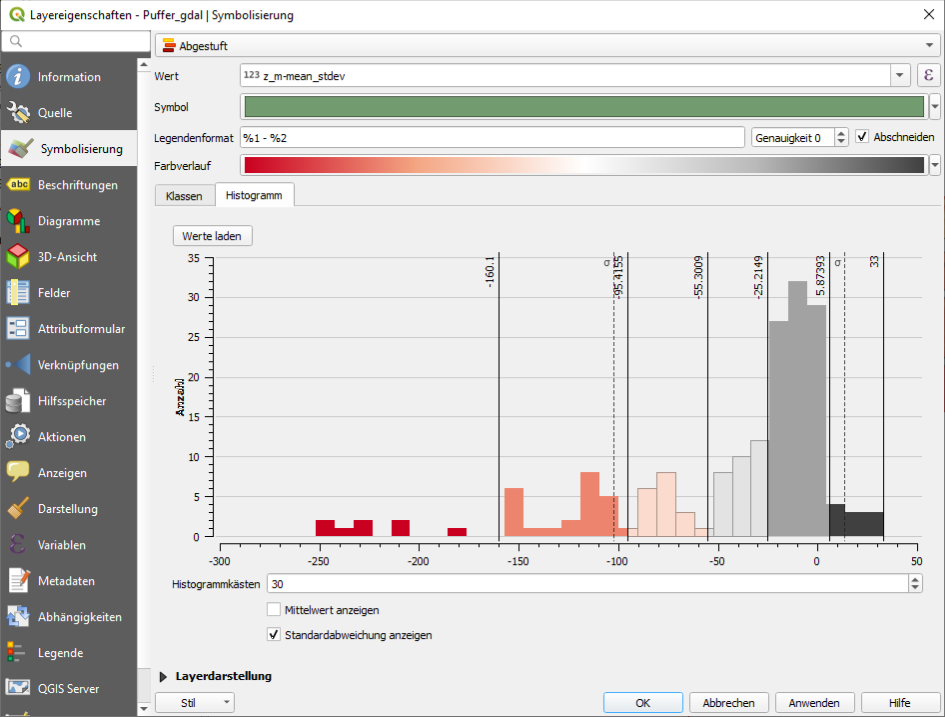 Layereigenschaften - Puffer_gdal | Symbolisierung
Information
Quelle
Symbolisierung
abc Beschriftungen
Diagramme
3D-Ansicht
Felder
Attributformular
Verknüpfungen
Hilfsspeicher
Aktionen
Anzeigen
Darstellung
Variablen
Metadaten
Abhängigkeiten
Legende
QGIS Server
Abgestuft
Wert 123 z_m-mean_stdev ε
Symbol
Legendenformat %1 - %2 Genauigkeit 0 Abschneiden
Farbverlauf
Klassen Histogramm
Werte laden
-160.1 σ -95.4155 -55.3009 -25.2149 5.87393 σ 33
Anzahl
35
30
25
20
15
10
5
0
-300 -250 -200 -150 -100 -50 0 50
Histogrammkästen 30
Mittelwert anzeigen
Standardabweichung anzeigen
Layerdarstellung
Stil OK Abbrechen Anwenden Hilfe